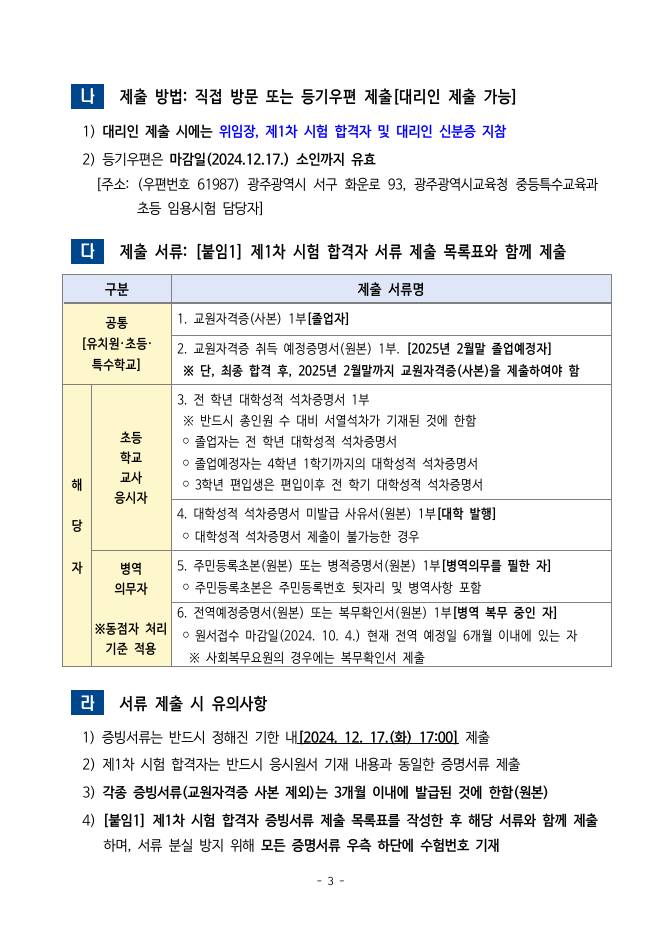 나 제출 방법: 직접 방문 또는 등기우편 제출[대리인 제출 가능]
1) 대리인 제출 시에는 위임장, 제1차 시험 합격자 및 대리인 신분증 지참
2) 등기우편은 마감일(2024.12.17.) 소인까지 유효
[주소: (우편번호 61987) 광주광역시 서구 화운로 93, 광주광역시교육청 중등특수교육과
초등 임용시험 담당자]
다 제출 서류: [붙임1] 제1차 시험 합격자 서류 제출 목록표와 함께 제출
구분 제출 서류명
공통
[유치원·초등·
특수학교]
1. 교원자격증(사본) 1부[졸업자]
2. 교원자격증 취득 예정증명서(원본) 1부. [2025년 2월말 졸업예정자]
※ 단, 최종 합격 후, 2025년 2월말까지 교원자격증(사본)을 제출하여야 함
해
당
자
초등
학교
교사
응시자
3. 전 학년 대학성적 석차증명서 1부
※ 반드시 총인원 수 대비 서열석차가 기재된 것에 한함
○ 졸업자는 전 학년 대학성적 석차증명서
○ 졸업예정자는 4학년 1학기까지의 대학성적 석차증명서
○ 3학년 편입생은 편입이후 전 학기 대학성적 석차증명서
4. 대학성적 석차증명서 미발급 사유서(원본) 1부[대학 발행]
○ 대학성적 석차증명서 제출이 불가능한 경우
병역
의무자
※동점자 처리
기준 적용
5. 주민등록초본(원본) 또는 병적증명서(원본) 1부[병역의무를 필한 자]
○ 주민등록초본은 주민등록번호 뒷자리 및 병역사항 포함
6. 전역예정증명서(원본) 또는 복무확인서(원본) 1부[병역 복무 중인 자]
○ 원서접수 마감일(2024. 10. 4.) 현재 전역 예정일 6개월 이내에 있는 자
※ 사회복무요원의 경우에는 복무확인서 제출
라 서류 제출 시 유의사항
1) 증빙서류는 반드시 정해진 기한 내[2024. 12. 17.(화) 17:00] 제출
2) 제1차 시험 합격자는 반드시 응시원서 기재 내용과 동일한 증명서류 제출
3) 각종 증빙서류(교원자격증 사본 제외)는 3개월 이내에 발급된 것에 한함(원본)
4) [붙임1] 제1차 시험 합격자 증빙서류 제출 목록표를 작성한 후 해당 서류와 함께 제출
하며, 서류 분실 방지 위해 모든 증명서류 우측 하단에 수험번호 기재
- 3 -